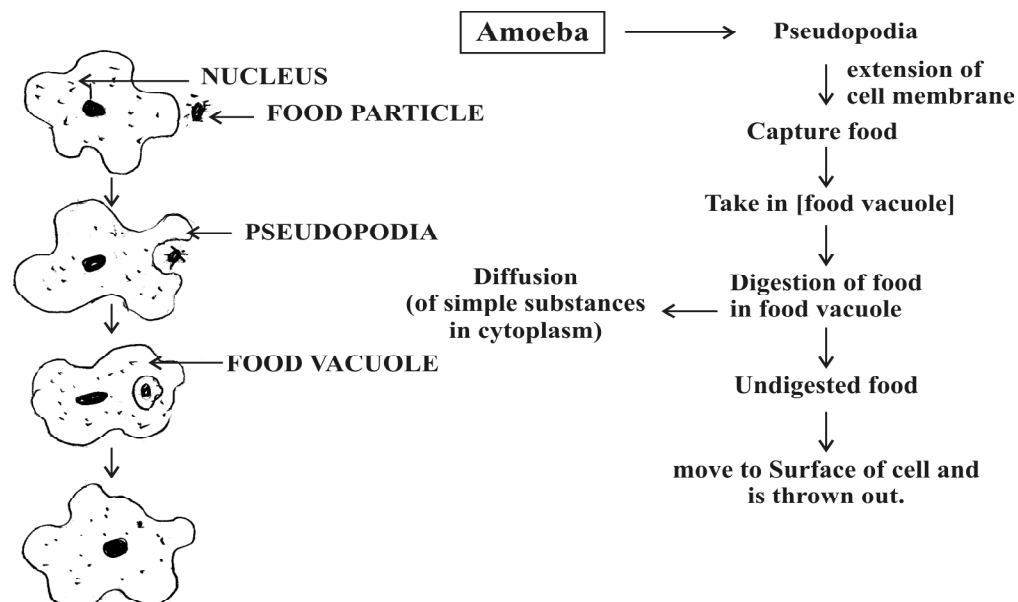 NUCLEUS
FOOD PARTICLE
PSEUDOPODIA
FOOD VACUOLE
Amoeba
Pseudopodia
extension of
cell membrane
Capture food
Take in [food vacuole]
Digestion of food
in food vacuole
Diffusion
(of simple substances
in cytoplasm)
Undigested food
move to Surface of cell and
is thrown out.